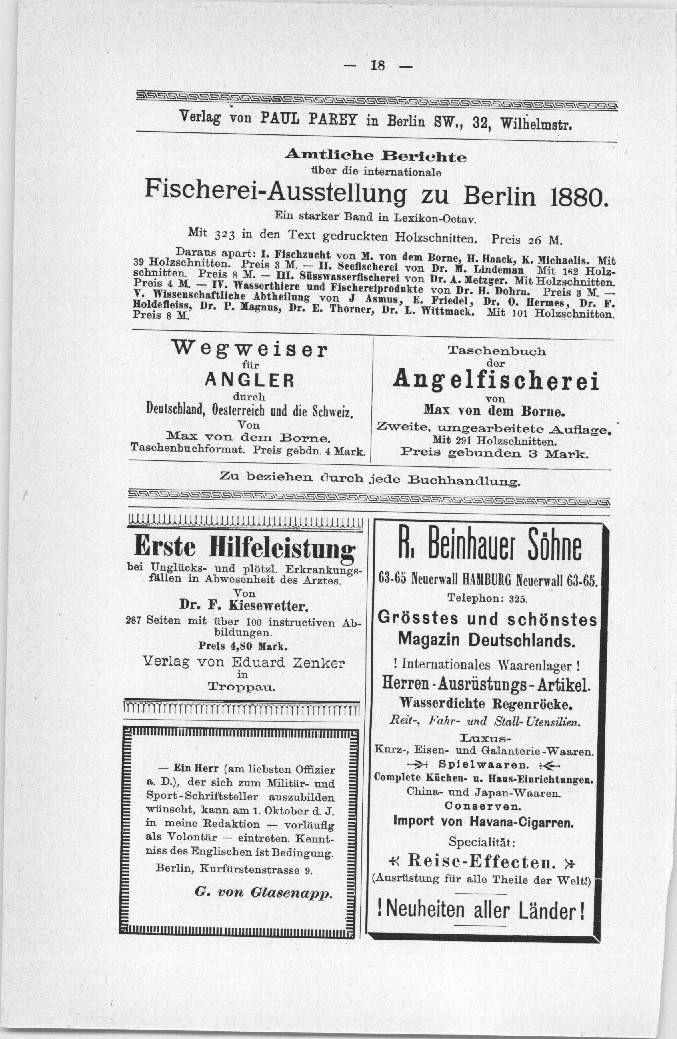 — 18 —
Verlag von PAUL PAREY in Berlin SW., 32, Wilhelmstr.
Amtliche Berichte
über die internationale
Fischerei-Ausstellung zu Berlin 1880.
Ein starker Band in Lexikon-Octav.
Mit 323 in den Text gedruckten Holzschnitten. Preis 26 M.
Daraus apart: I. Fischzucht von M. von dem Borne, H. Haack, K. Michaelis. Mit
39 Holzschnitten. Preis 3 M. — II. Seefischerei von Dr. M. Lindeman Mit 162 Holz-
schnitten. Preis 8 M. — III. Süsswasserfischerei von Dr. A. Metzger. Mit Holzschnitten.
Preis 4 M. — IV. Wasserthiere und Fischereiprodukte von Dr. H. Dohrn. Preis 3 M. —
V. Wissenschaftliche Abtheilung von J Asmus, E. Friedel, Dr. O. Hermes, Dr. F.
Holdefleiss, Dr. P. Magnus, Dr. E. Thorner, Dr. L. Wittmack. Mit 101 Holzschnitten.
Preis 8 M.
Wegweiser
für
ANGLER
durch
Deutschland, Oesterreich und die Schweiz.
Von
Max von dem Borne.
Taschenbuchformat. Preis gebdn. 4 Mark.
Taschenbuch
der
Angelfischerei
von
Max von dem Borne.
Zweite, umgearbeitete Auflage.
Mit 291 Holzschnitten.
Preis gebunden 3 Mark.
Zu beziehen durch jede Buchhandlung.
Erste Hilfeleistung
bei Unglücks- und plötzl. Erkrankungs-
fällen in Abwesenheit des Arztes.
Von
Dr. F. Kiesewetter.
287 Seiten mit über 100 instructiven Ab-
bildungen.
Preis 4,80 Mark.
Verlag von Eduard Zenker
in
Troppau.
— Ein Herr (am liebsten Offizier
a. D.), der sich zum Militär- und
Sport-Schriftsteller auszubilden
wünscht, kann am 1. Oktober d. J.
in meine Redaktion — vorläufig
als Volontär — eintreten. Kennt-
niss des Englischen ist Bedingung.
Berlin, Kurfürstenstrasse 9.
G. von Glasenapp.
R. Beinhauer Söhne
63-65 Neuerwall HAMBURG Neuerwall 63-65.
Telephon: 325.
Grösstes und schönstes
Magazin Deutschlands.
! Internationales Waarenlager !
Herren-Ausrüstungs-Artikel.
Wasserdichte Regenröcke.
Reit-, Fahr- und Stall-Utensilien.
Luxus-
Kurz-, Eisen- und Galanterie-Waaren.
Spielwaaren.
Complete Küchen- u. Haus-Einrichtungen.
China- und Japan-Waaren.
Conserven.
Import von Havana-Cigarren.
Specialität:
Reise-Effecten.
(Ausrüstung für alle Theile der Welt!)
! Neuheiten aller Länder !